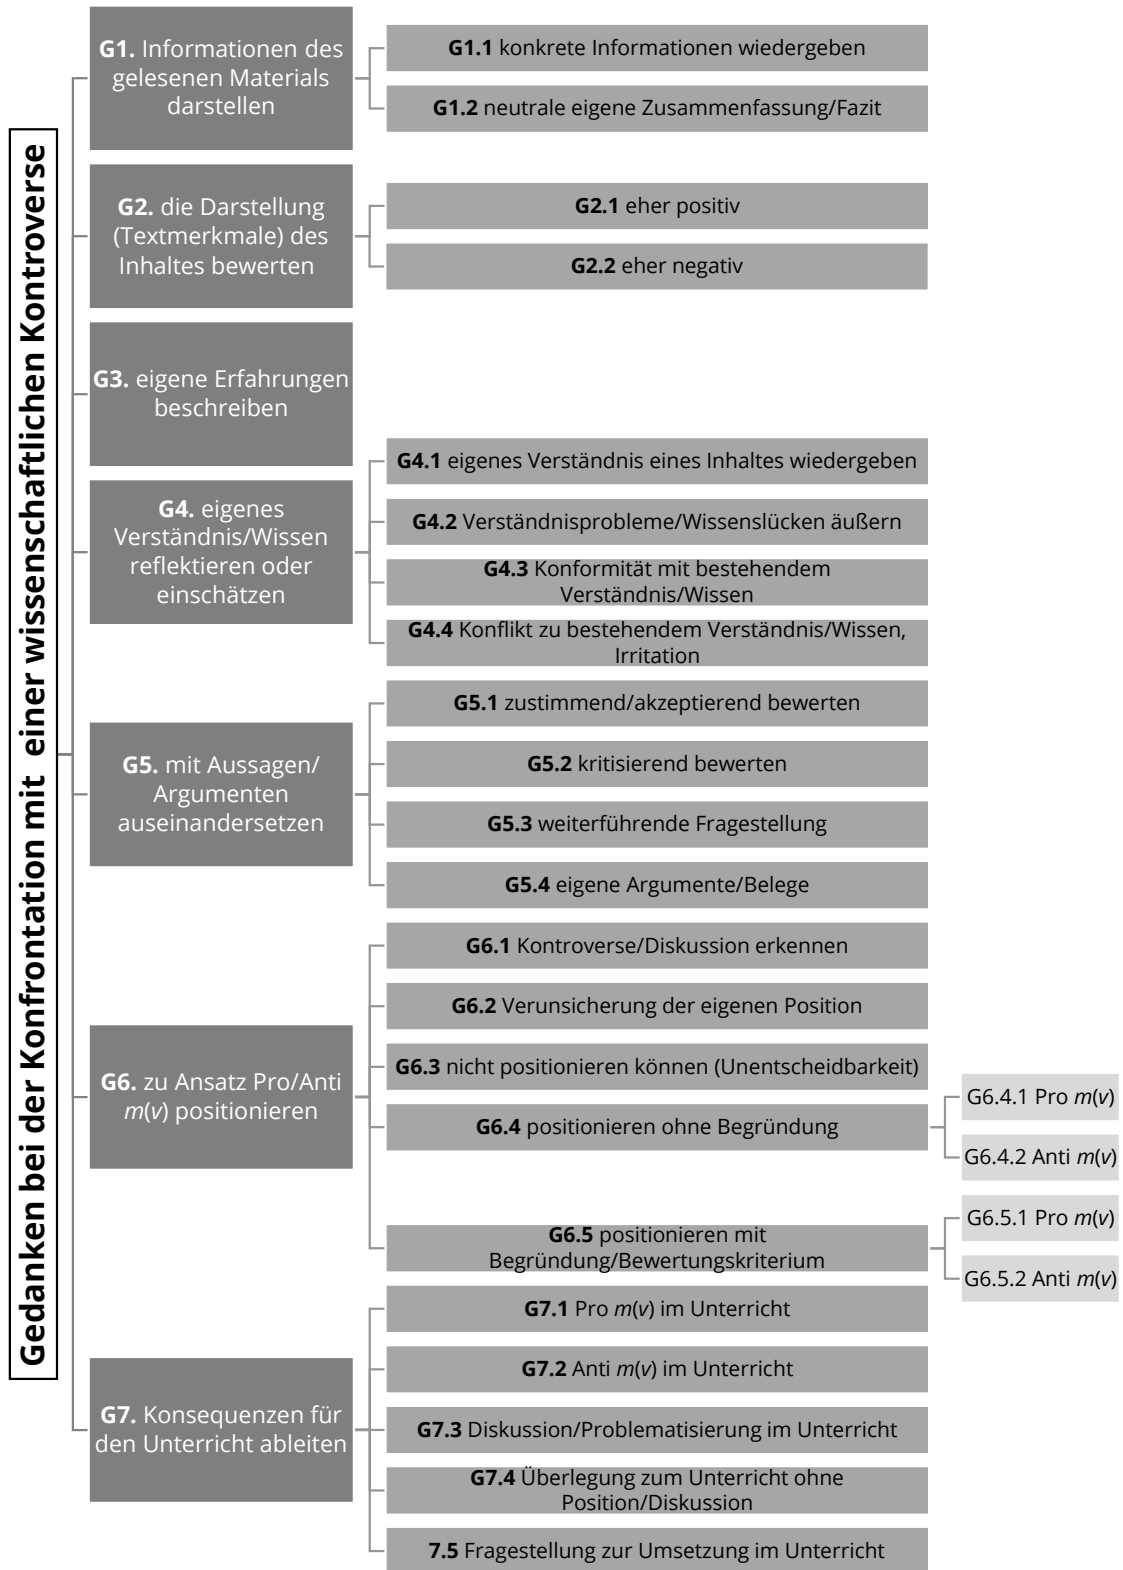 Gedanken bei der Konfrontation mit einer wissenschaftlichen Kontroverse
G1. Informationen des
gelesenen Materials
darstellen
G1.1 konkrete Informationen wiedergeben
G1.2 neutrale eigene Zusammenfassung/Fazit
G2. die Darstellung
(Textmerkmale) des
Inhaltes bewerten
G2.1 eher positiv
G2.2 eher negativ
G3. eigene Erfahrungen
beschreiben
G4. eigenes
Verständnis/Wissen
reflektieren oder
einschätzen
G4.1 eigenes Verständnis eines Inhaltes wiedergeben
G4.2 Verständnisprobleme/Wissenslücken äußern
G4.3 Konformität mit bestehendem
Verständnis/Wissen
G4.4 Konflikt zu bestehendem Verständnis/Wissen,
Irritation
G5. mit Aussagen/
Argumenten
auseinandersetzen
G5.1 zustimmend/akzeptierend bewerten
G5.2 kritisierend bewerten
G5.3 weiterführende Fragestellung
G5.4 eigene Argumente/Belege
G6. zu Ansatz Pro/Anti
m(v) positionieren
G6.1 Kontroverse/Diskussion erkennen
G6.2 Verunsicherung der eigenen Position
G6.3 nicht positionieren können (Unentscheidbarkeit)
G6.4 positionieren ohne Begründung
G6.4.1 Pro m(v)
G6.4.2 Anti m(v)
G6.5 positionieren mit
Begründung/Bewertungskriterium
G6.5.1 Pro m(v)
G6.5.2 Anti m(v)
G7. Konsequenzen für
den Unterricht ableiten
G7.1 Pro m(v) im Unterricht
G7.2 Anti m(v) im Unterricht
G7.3 Diskussion/Problematisierung im Unterricht
G7.4 Überlegung zum Unterricht ohne
Position/Diskussion
7.5 Fragestellung zur Umsetzung im Unterricht